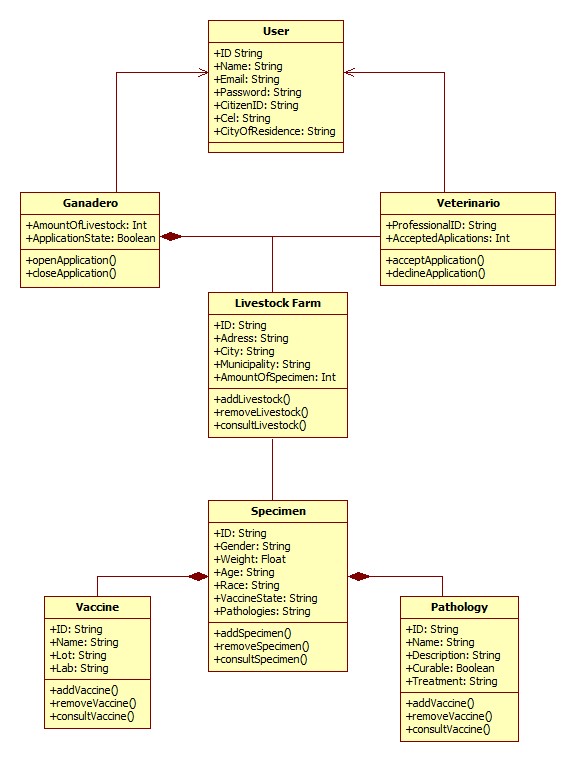 User
+ID String
+Name: String
+Email: String
+Password: String
+CitizenID: String
+Cel: String
+CityOfResidence: String
Ganadero
+AmountOfLivestock: Int
+ApplicationState: Boolean
+openApplication()
+closeApplication()
Veterinario
+ProfessionalID: String
+AcceptedAplications: Int
+acceptApplication()
+declineApplication()
Livestock Farm
+ID: String
+Adress: String
+City: String
+Municipality: String
+AmountOfSpecimen: Int
+addLivestock()
+removeLivestock()
+consultLivestock()
Specimen
+ID: String
+Gender: String
+Weight: Float
+Age: String
+Race: String
+VaccineState: String
+Pathologies: String
+addSpecimen()
+removeSpecimen()
+consultSpecimen()
Vaccine
+ID: String
+Name: String
+Lot: String
+Lab: String
+addVaccine()
+removeVaccine()
+consultVaccine()
Pathology
+ID: String
+Name: String
+Description: String
+Curable: Boolean
+Treatment: String
+addVaccine()
+removeVaccine()
+consultVaccine()